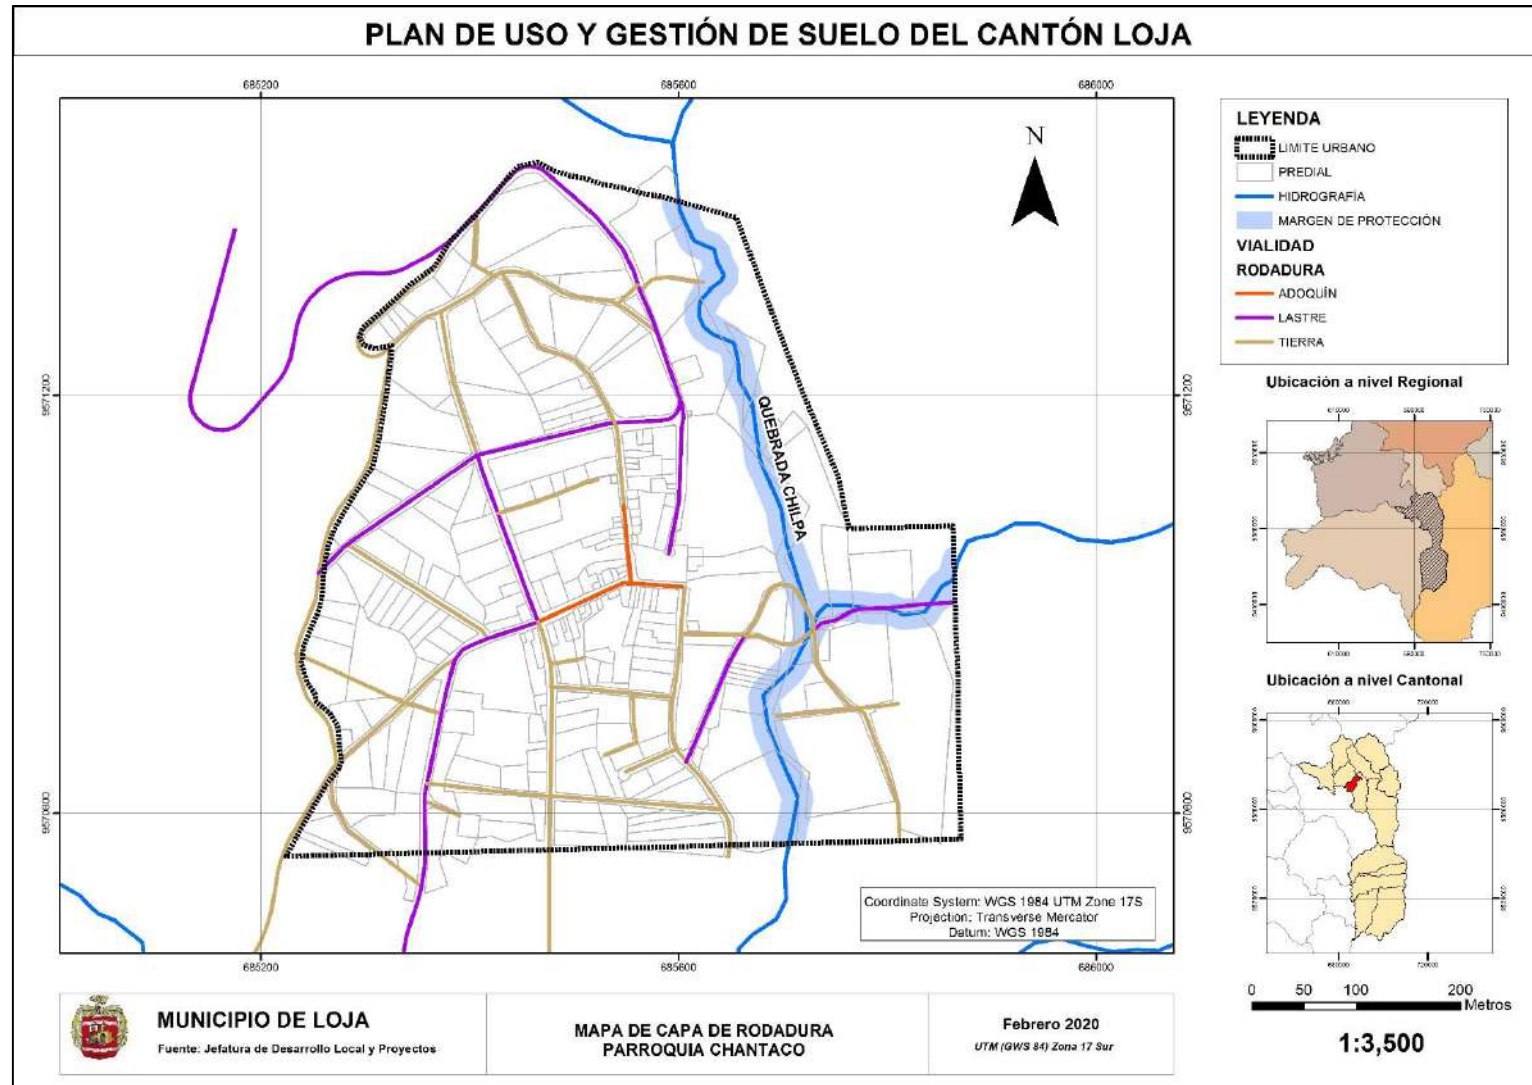 PLAN DE USO Y GESTIÓN DE SUELO DEL CANTÓN LOJA
685200
685600
686000
9571200
9571200
9570800
9570800
N
QUEBRADA CHILPA
Coordinate System: WGS 1984 UTM Zone 17S
Projection: Transverse Mercator
Datum: WGS 1984
685200
685600
686000
LEYENDA
LIMITE URBANO
PREDIAL
HIDROGRAFÍA
MARGEN DE PROTECCIÓN
VIALIDAD
RODADURA
ADOQUÍN
LASTRE
TIERRA
Ubicación a nivel Regional
Ubicación a nivel Cantonal
0 50 100 200
Metros
1:3,500
MUNICIPIO DE LOJA
Fuente: Jefatura de Desarrollo Local y Proyectos
MAPA DE CAPA DE RODADURA
PARROQUIA CHANTACO
Febrero 2020
UTM (GWS 84) Zona 17 Sur